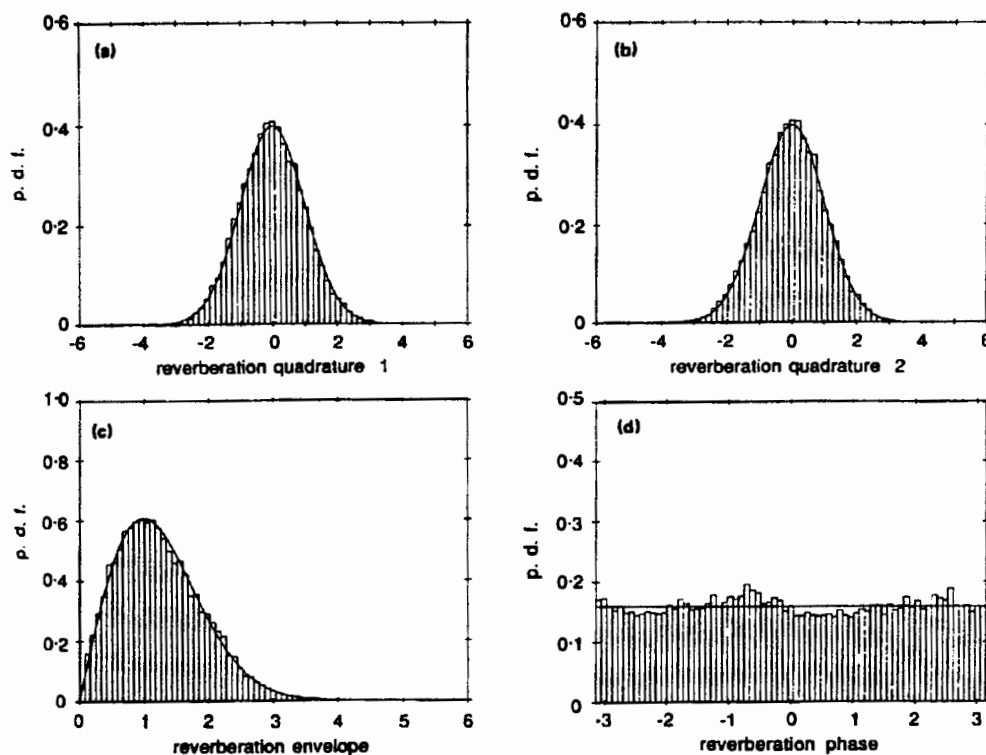 (a)
p. d. f.
0·6
0·4
0·2
0
-6 -4 -2 0 2 4 6
reverberation quadrature 1
(b)
p. d. f.
0·6
0·4
0·2
0
-6 -4 -2 0 2 4 6
reverberation quadrature 2
(c)
p. d. f.
1·0
0·8
0·6
0·4
0·2
0
0 1 2 3 4 5 6
reverberation envelope
(d)
p. d. f.
0·5
0·4
0·3
0·2
0·1
0
-3 -2 -1 0 1 2 3
reverberation phase